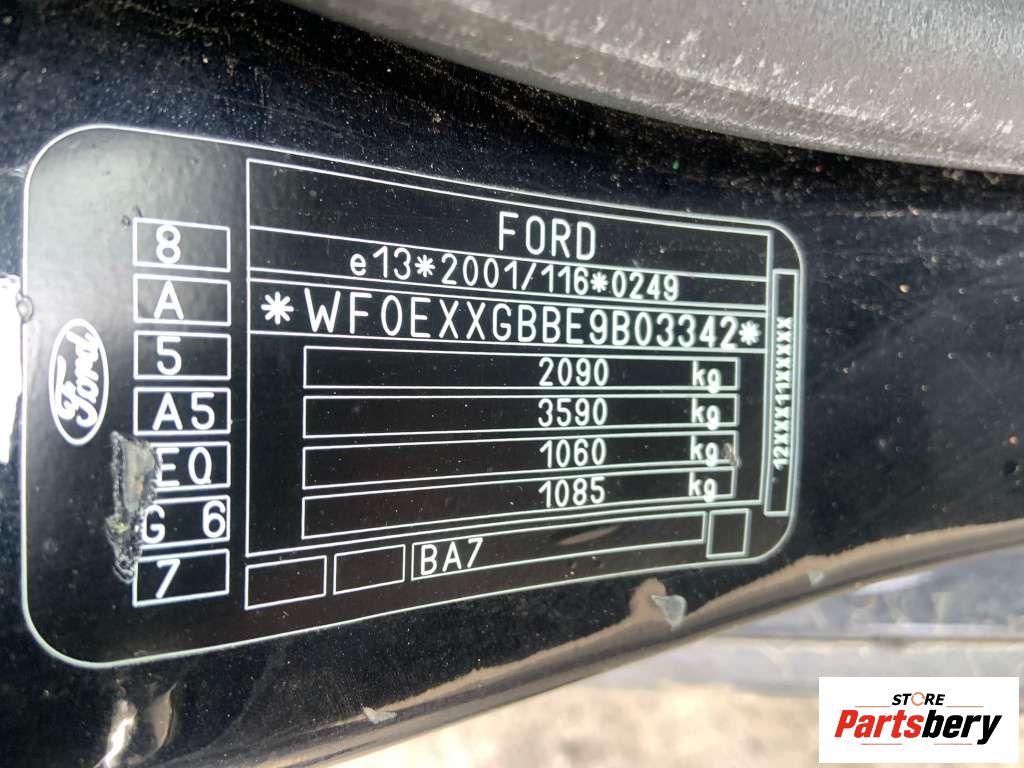 FORD
e13*2001/116*0249
*WF0EXXGBBE9B03342*
2090 kg
3590 kg
1060 kg
1085 kg
BA7
12XXX11XXXX
8
A
5
A5
EQ
G 6
7
Ford
STORE
Partsbery